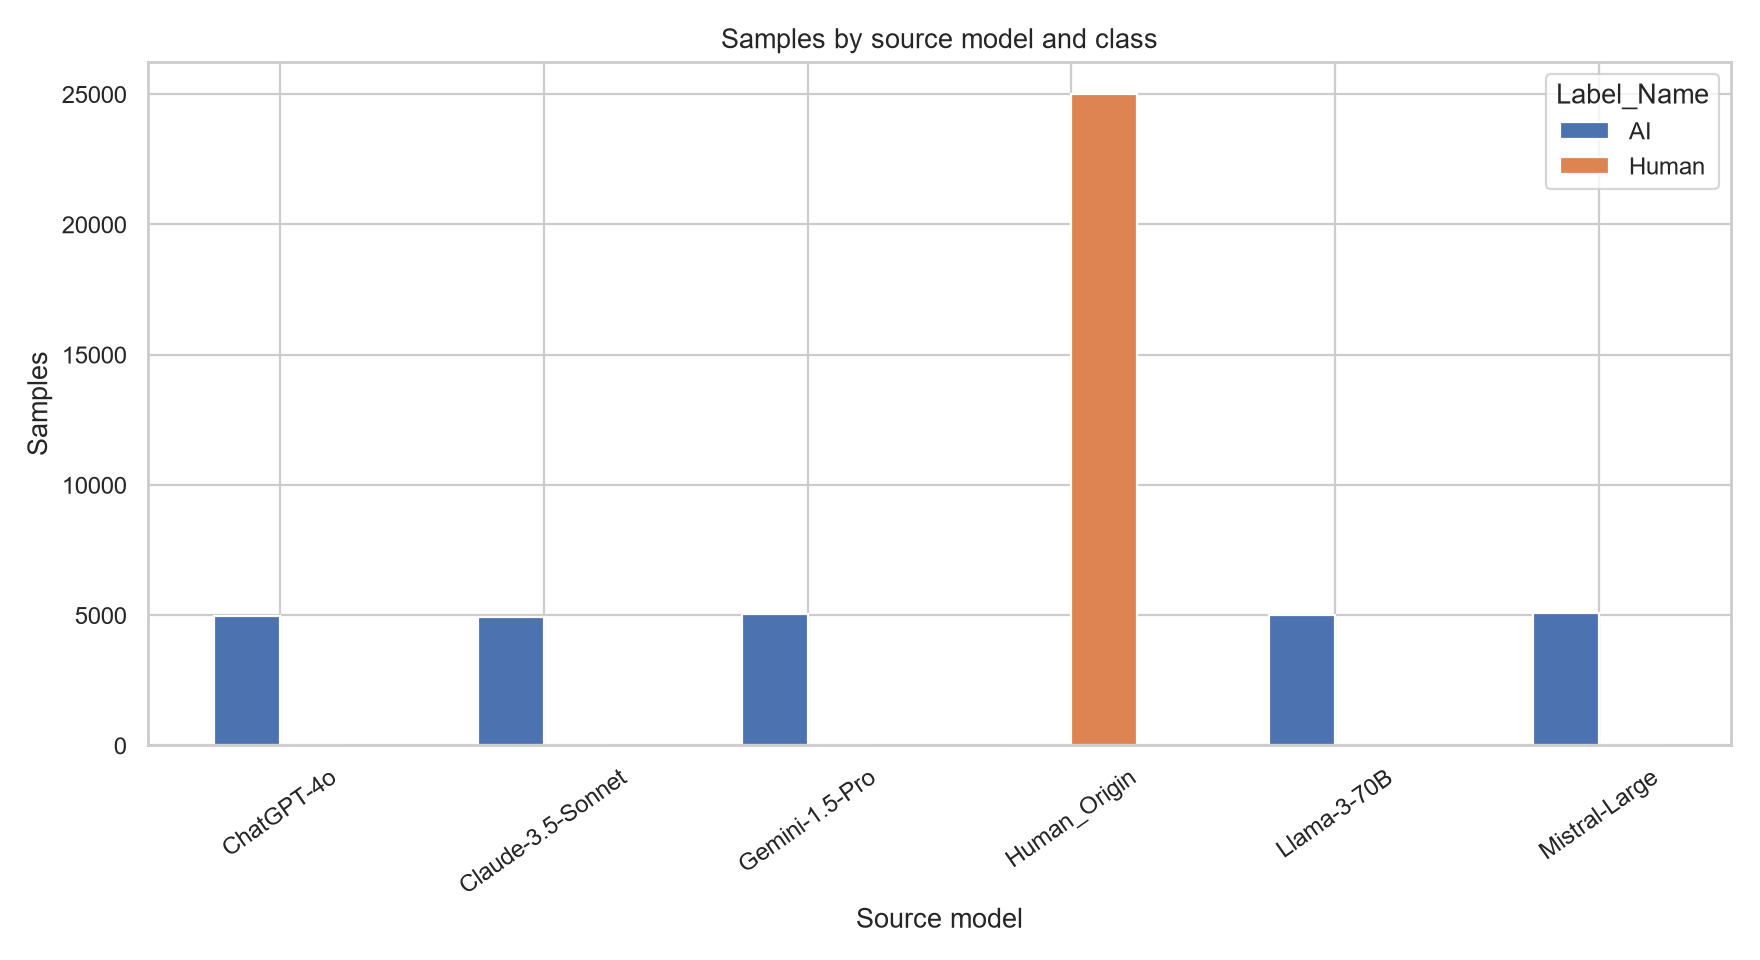 Samples by source model and class
Label_Name
AI
Human
25000
20000
15000
10000
5000
0
Samples
ChatGPT-4o
Claude-3.5-Sonnet
Gemini-1.5-Pro
Human_Origin
Llama-3-70B
Mistral-Large
Source model